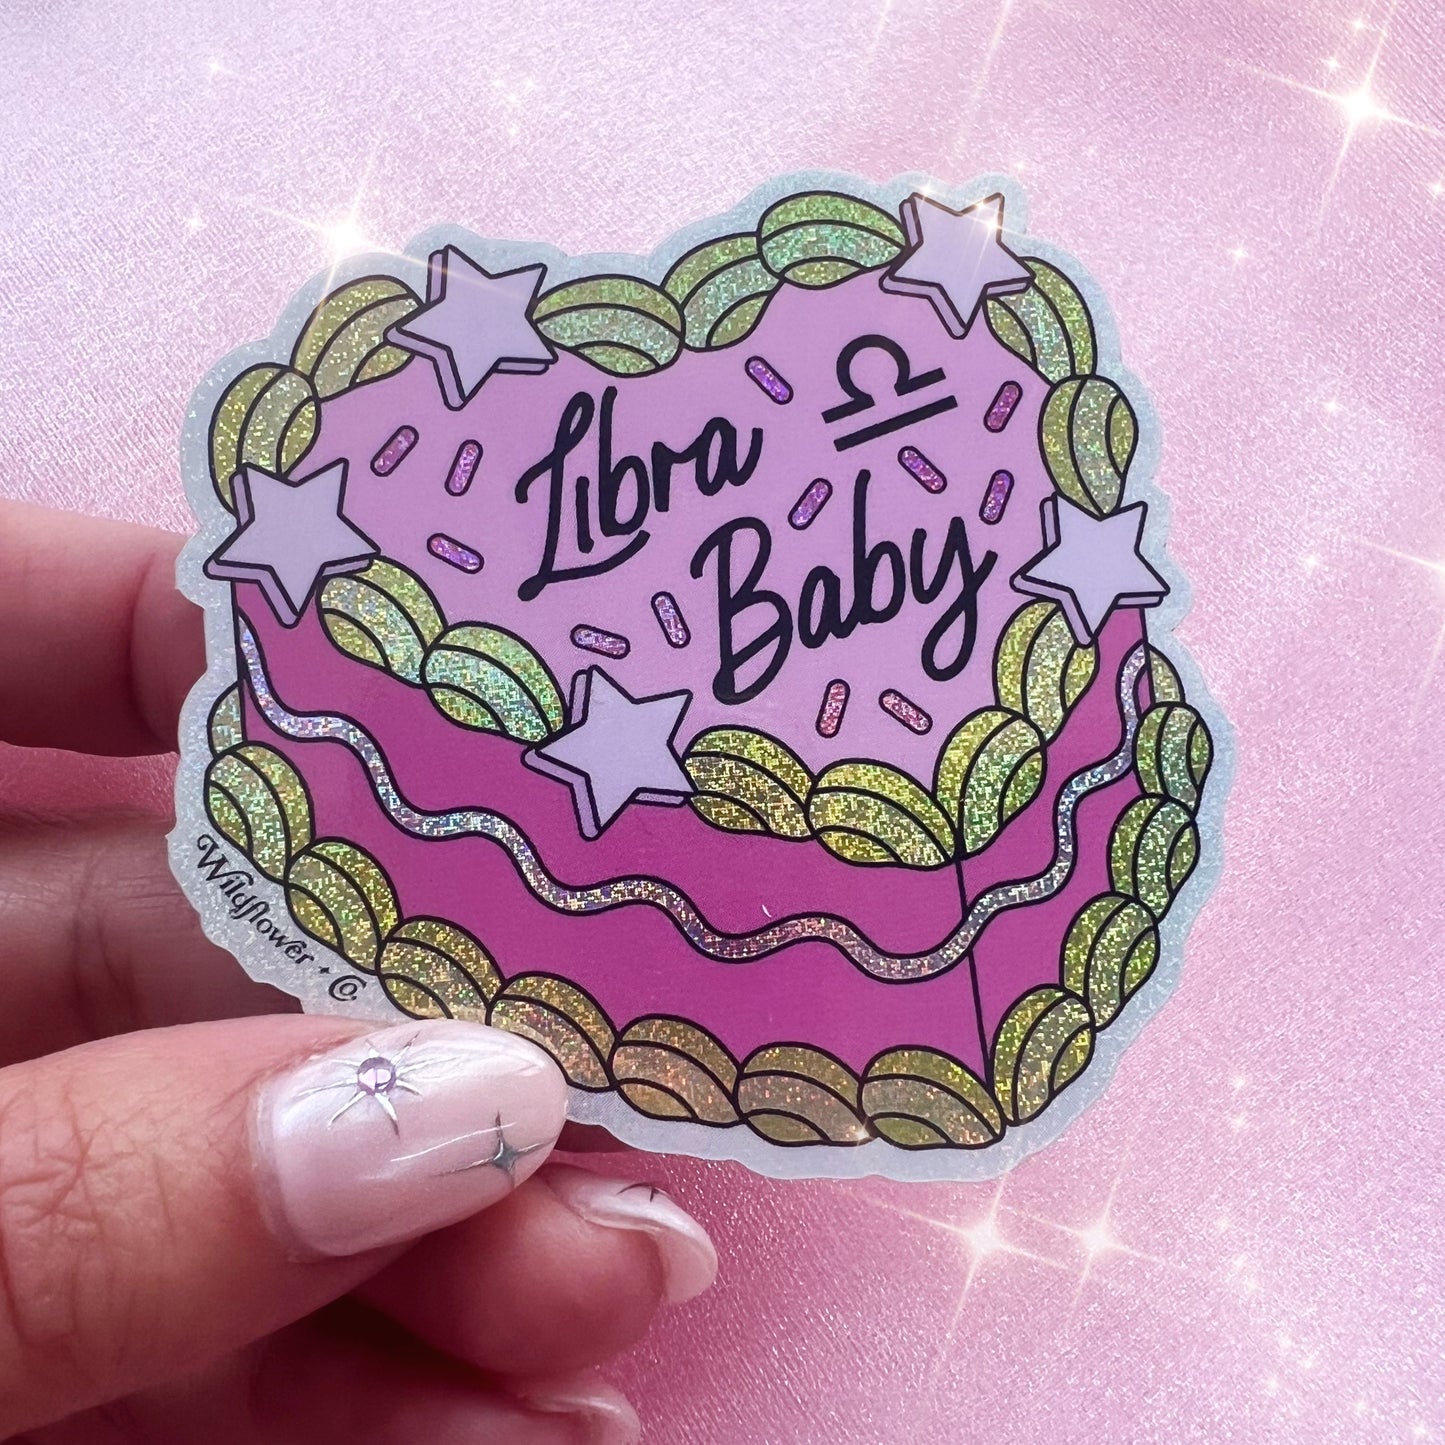 Libra ♎
Baby
Wildflower + Co.